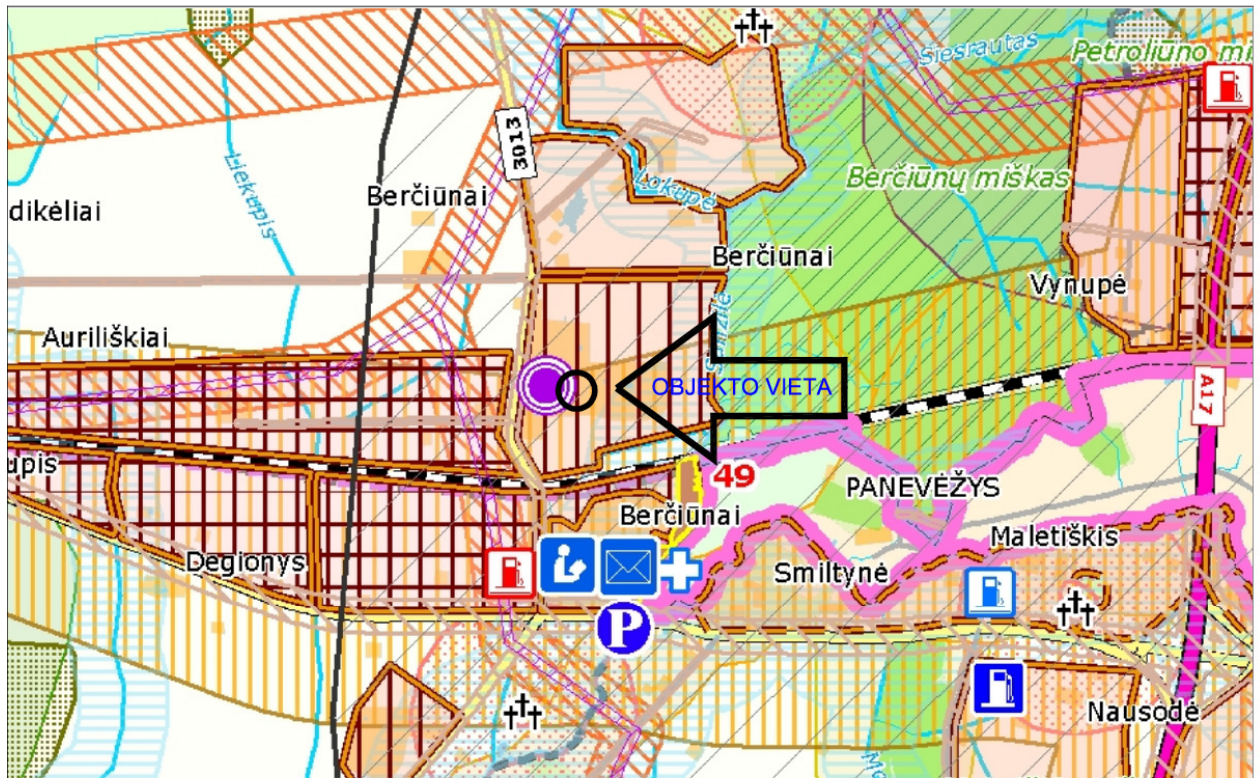 Siesrautas
Petroliūno mi
3013
Liekupis
Berčiūnai
dikėliai
Lokupė
Berčiūnų miškas
Berčiūnai
Vynupė
Auriliškiai
OBJEKTO VIETA
A17
upis
49
PANEVĖŽYS
Berčiūnai
Maletiškis
Degionys
Smiltynė
P
Nausodė